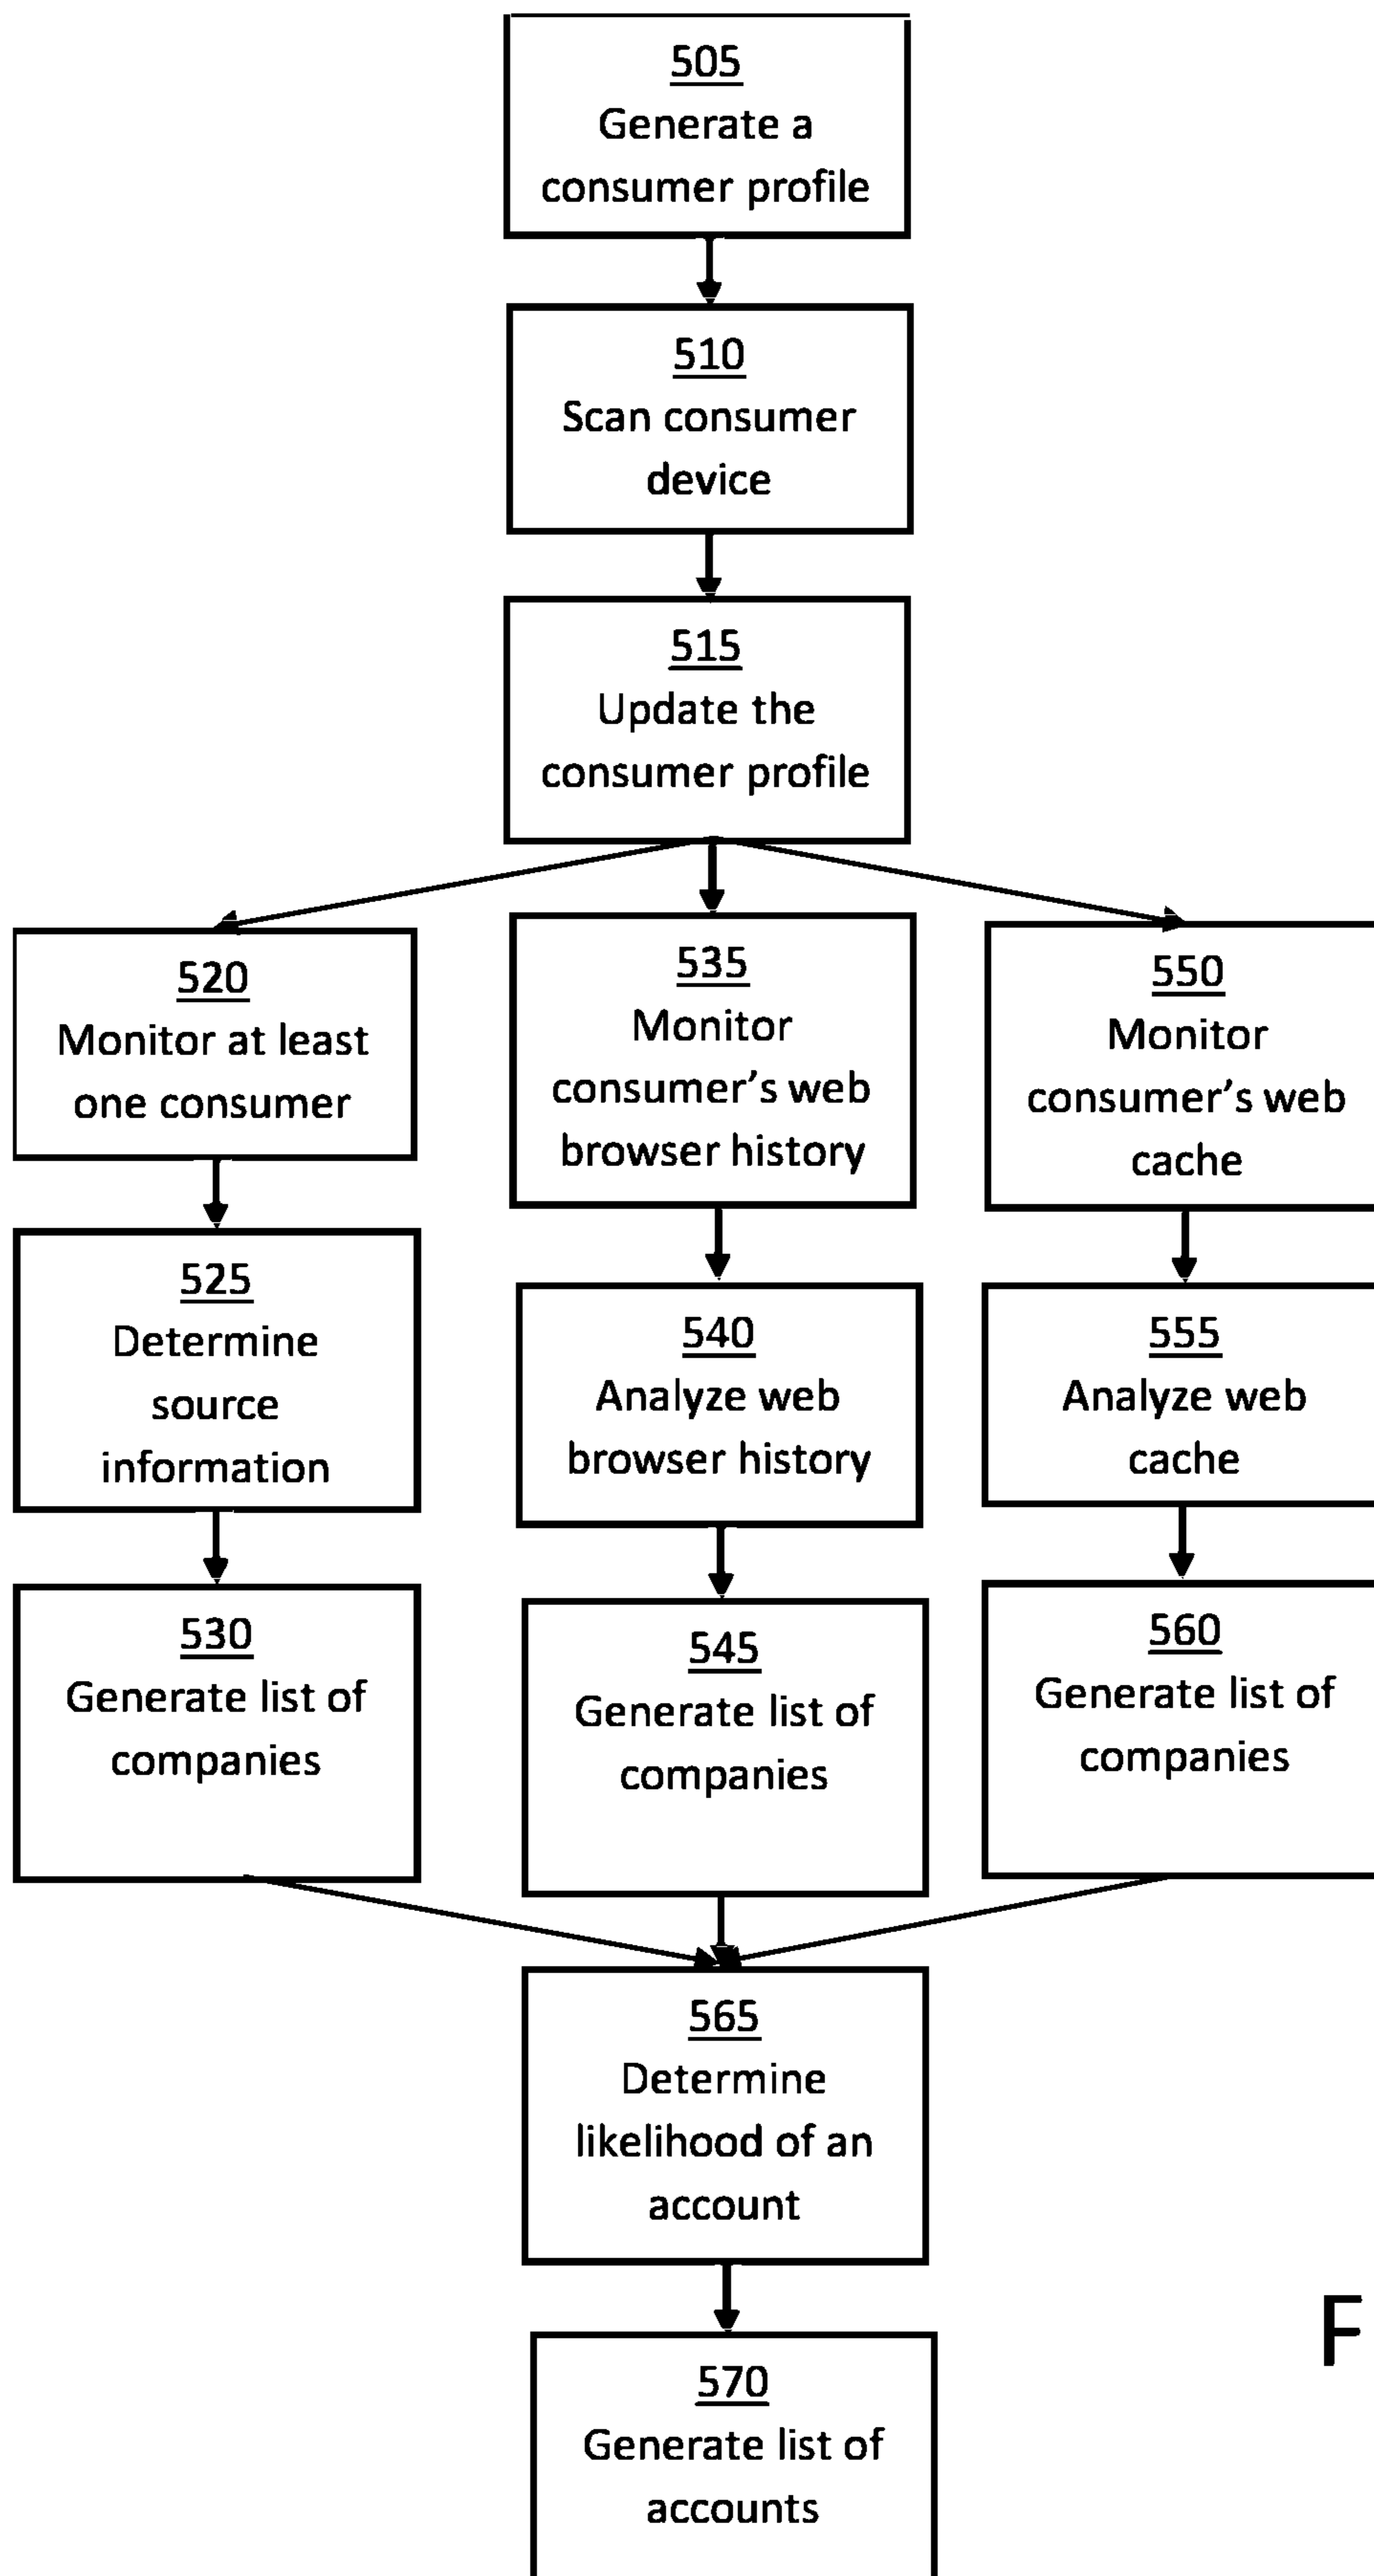 505
Generate a
consumer profile
510
Scan consumer
device
515
Update the
consumer profile
520
Monitor at least
one consumer
525
Determine
source
information
530
Generate list of
companies
535
Monitor
consumer's web
browser history
540
Analyze web
browser history
545
Generate list of
companies
550
Monitor
consumer's web
cache
555
Analyze web
cache
560
Generate list of
companies
565
Determine
likelihood of an
account
570
Generate list of
accounts
F